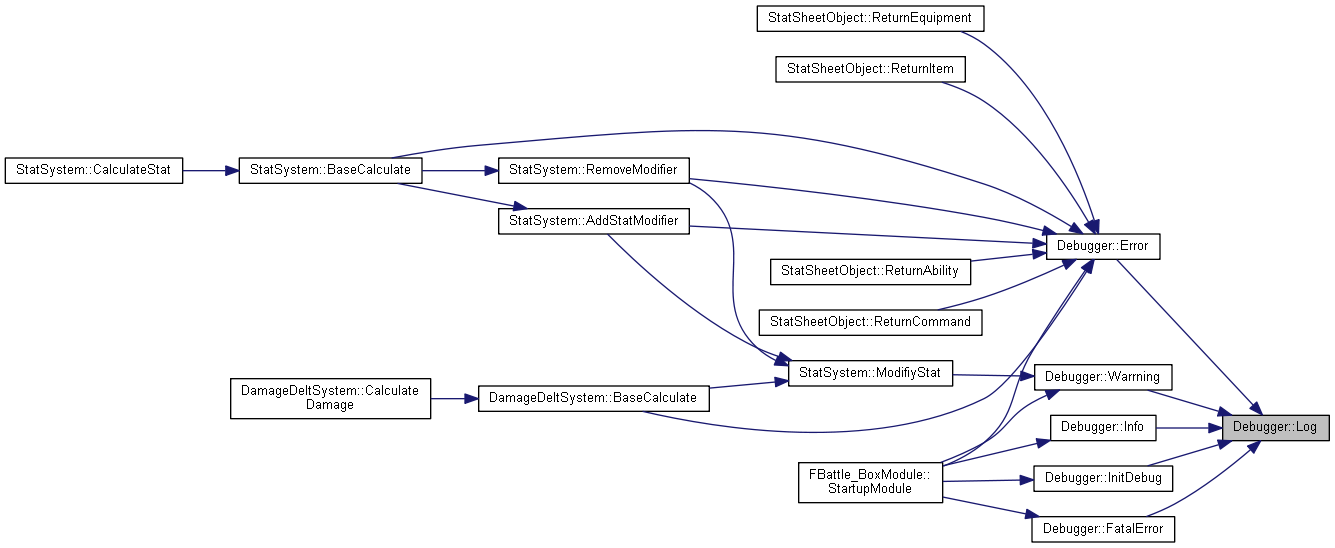 StatSheetObject::ReturnEquipment
StatSheetObject::ReturnItem
StatSystem::CalculateStat
StatSystem::BaseCalculate
StatSystem::RemoveModifier
StatSystem::AddStatModifier
Debugger::Error
StatSheetObject::ReturnAbility
StatSheetObject::ReturnCommand
StatSystem::ModifiyStat
Debugger::Warrning
DamageDeltSystem::Calculate
Damage
DamageDeltSystem::BaseCalculate
Debugger::Info
Debugger::Log
FBattle_BoxModule::
StartupModule
Debugger::InitDebug
Debugger::FatalError